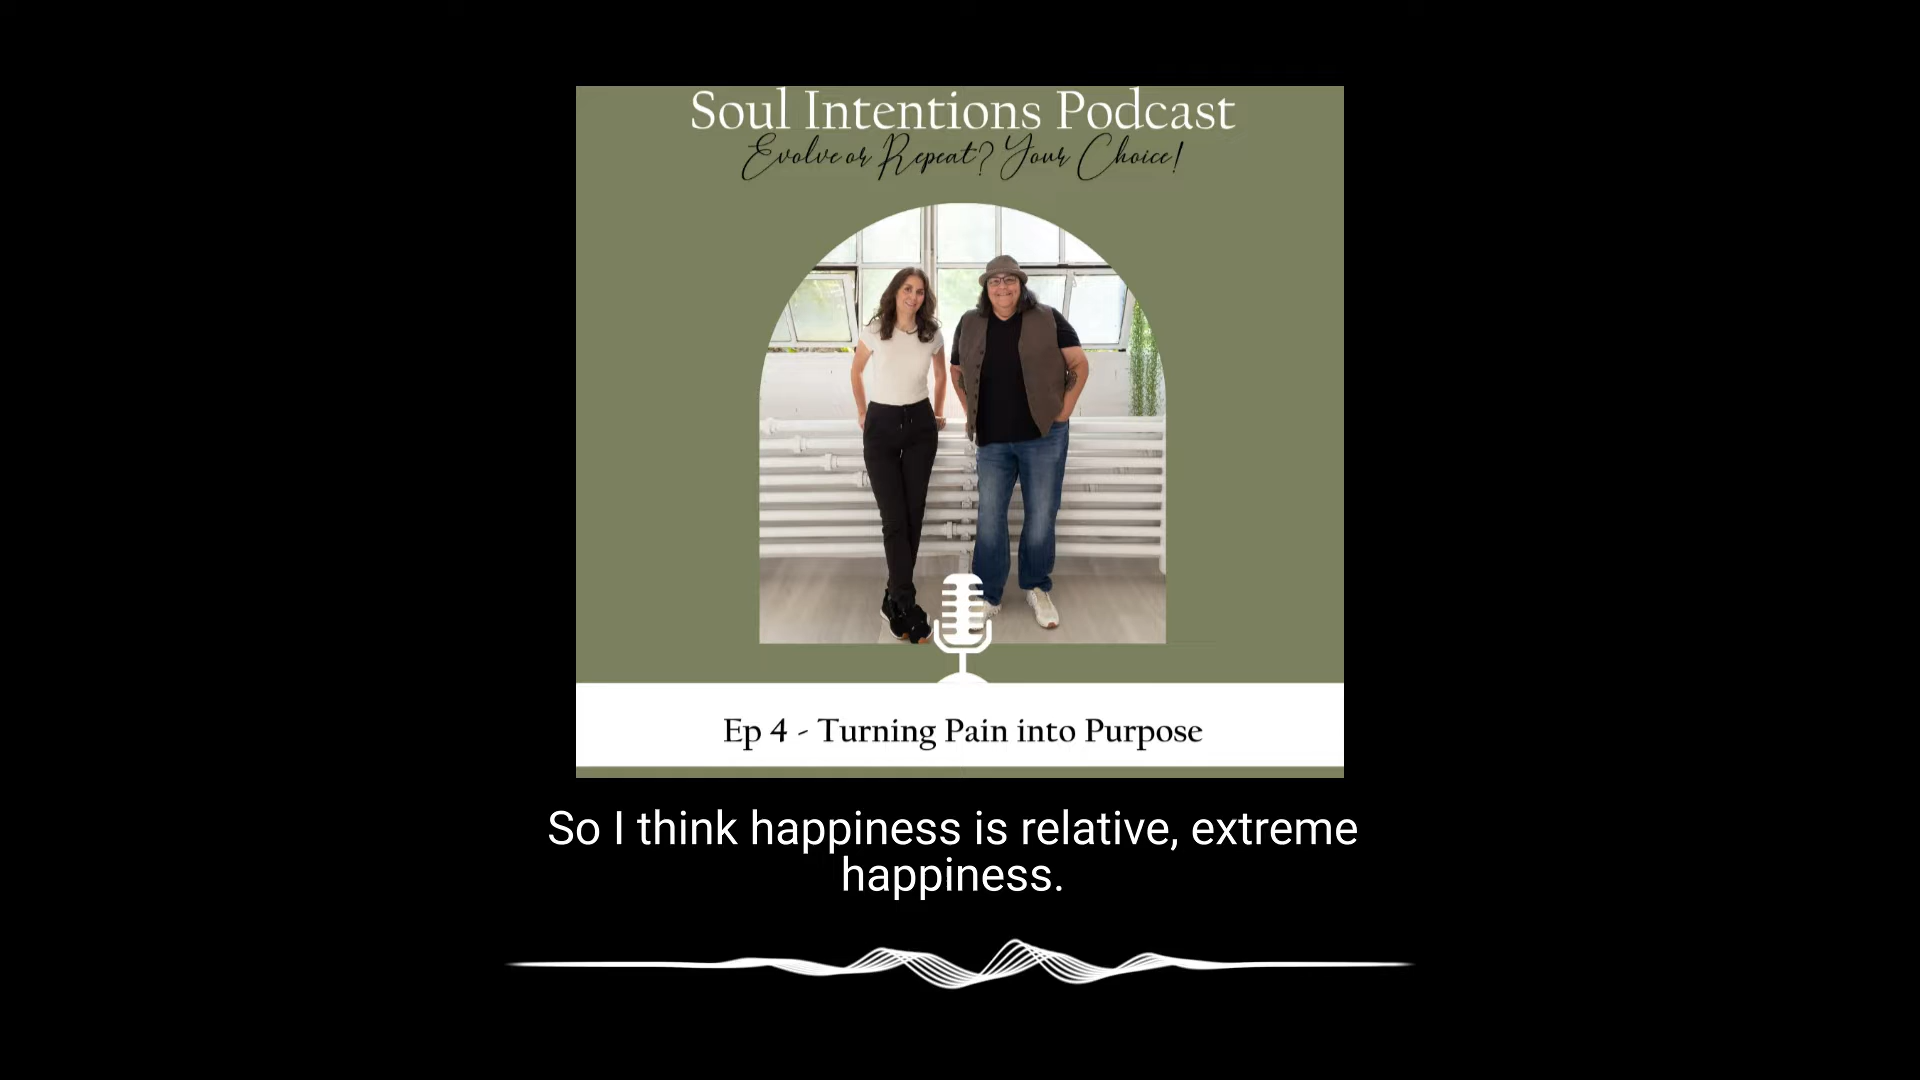 Soul Intentions Podcast
Evolve or Repeat? Your Choice!
Ep 4 - Turning Pain into Purpose
So I think happiness is relative, extreme
happiness.